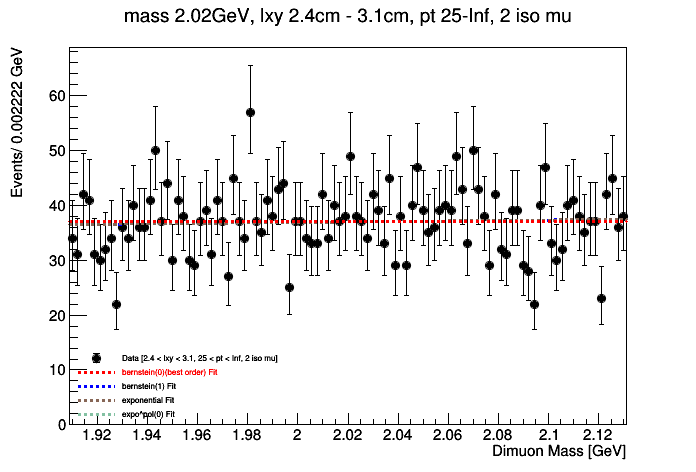 mass 2.02GeV, lxy 2.4cm - 3.1cm, pt 25-Inf, 2 iso mu
Events/ 0.002222 GeV
60
50
40
30
20
10
0
Data [2.4 < lxy < 3.1, 25 < pt < Inf, 2 iso mu]
bernstein(0)(best order) Fit
bernstein(1) Fit
exponential Fit
expo*pol(0) Fit
1.92 1.94 1.96 1.98 2 2.02 2.04 2.06 2.08 2.1 2.12
Dimuon Mass [GeV]